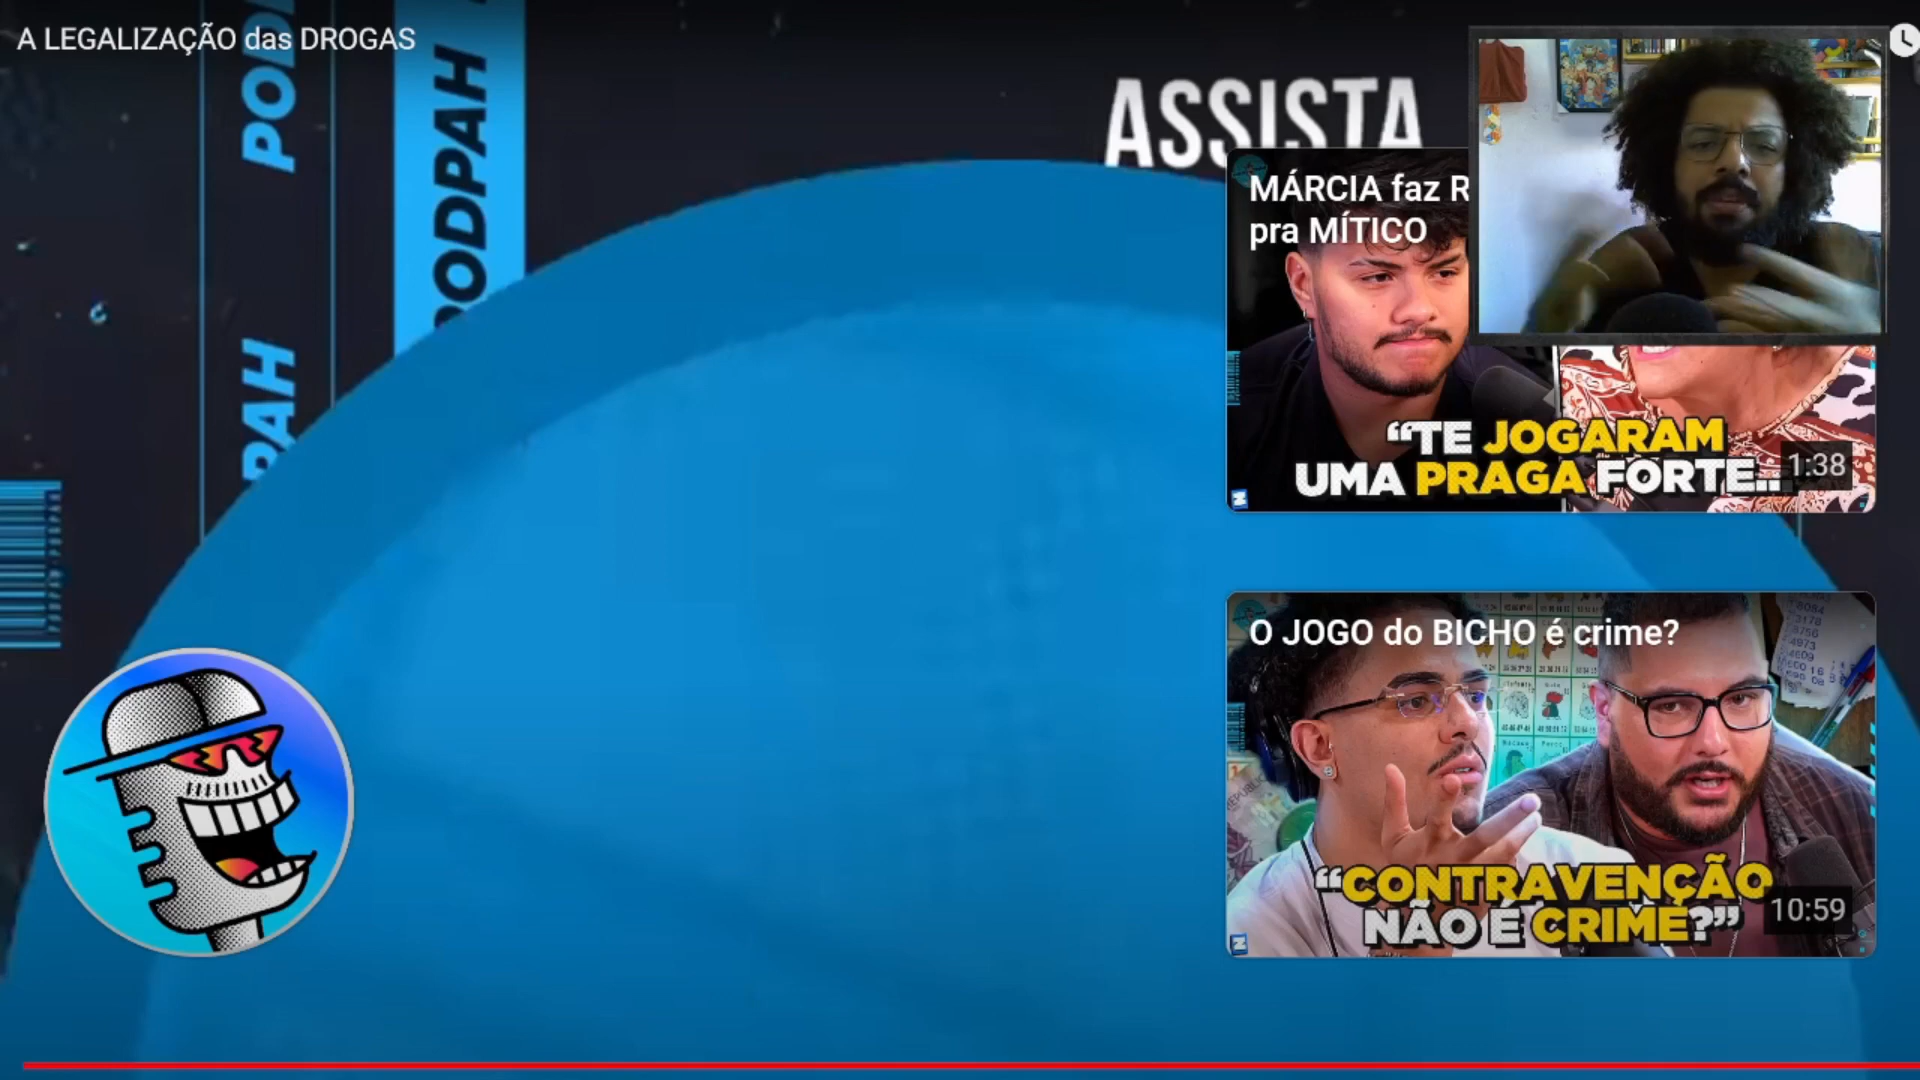 A LEGALIZAÇÃO das DROGAS
PODPAH
ASSISTA
MÁRCIA faz R
pra MÍTICO
“TE JOGARAM
UMA PRAGA FORTE..
1:38
PAH
O JOGO do BICHO é crime?
“CONTRAVENÇÃO
NÃO É CRIME?”
10:59